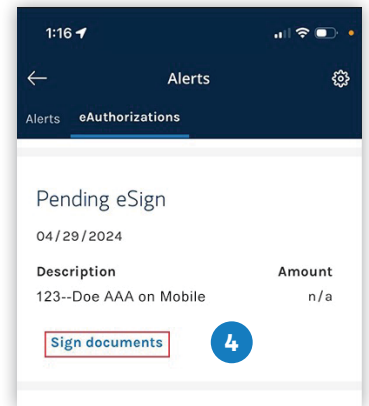 1:16
Alerts
Alerts eAuthorizations
Pending eSign
04/29/2024
Description Amount
123--Doe AAA on Mobile n/a
Sign documents 4